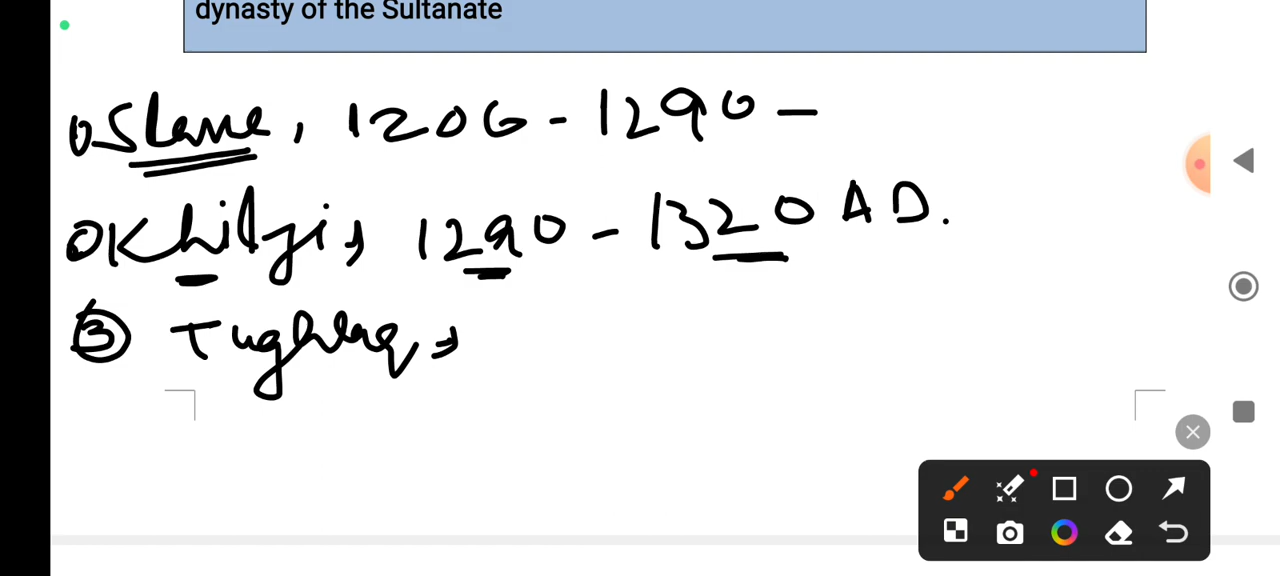 dynasty of the Sultanate
Slave, 1206 - 1290 -
Khilji, 1290 - 1320 AD.
③ Tughlaq,